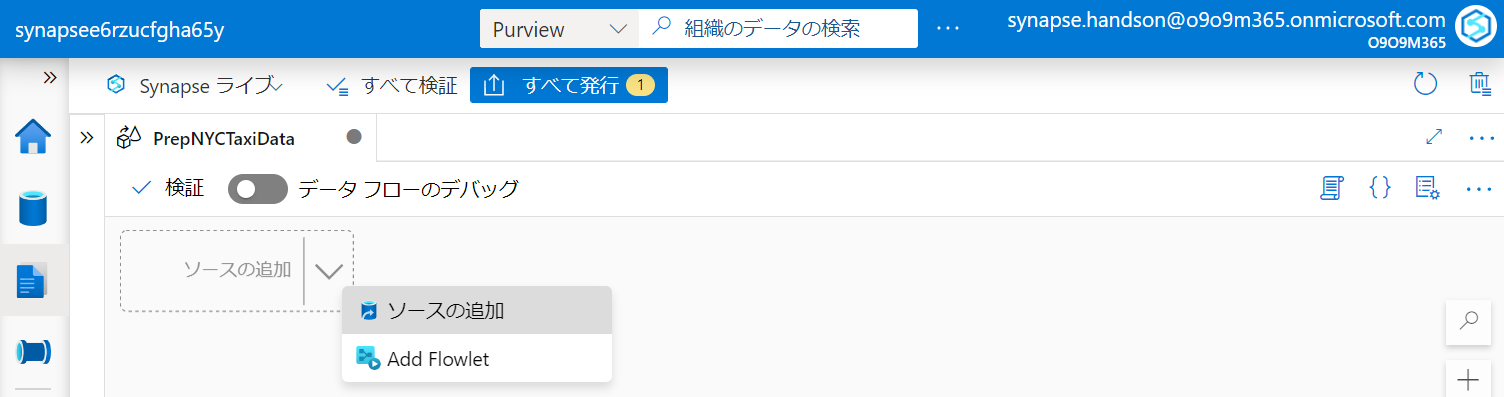 synapsee6rzucfgha65y
Purview
組織のデータの検索
synapse.handson@o9o9m365.onmicrosoft.com
O9O9M365
Synapse ライブ
すべて検証
すべて発行 1
PrepNYCTaxiData
検証
データ フローのデバッグ
ソースの追加
ソースの追加
Add Flowlet